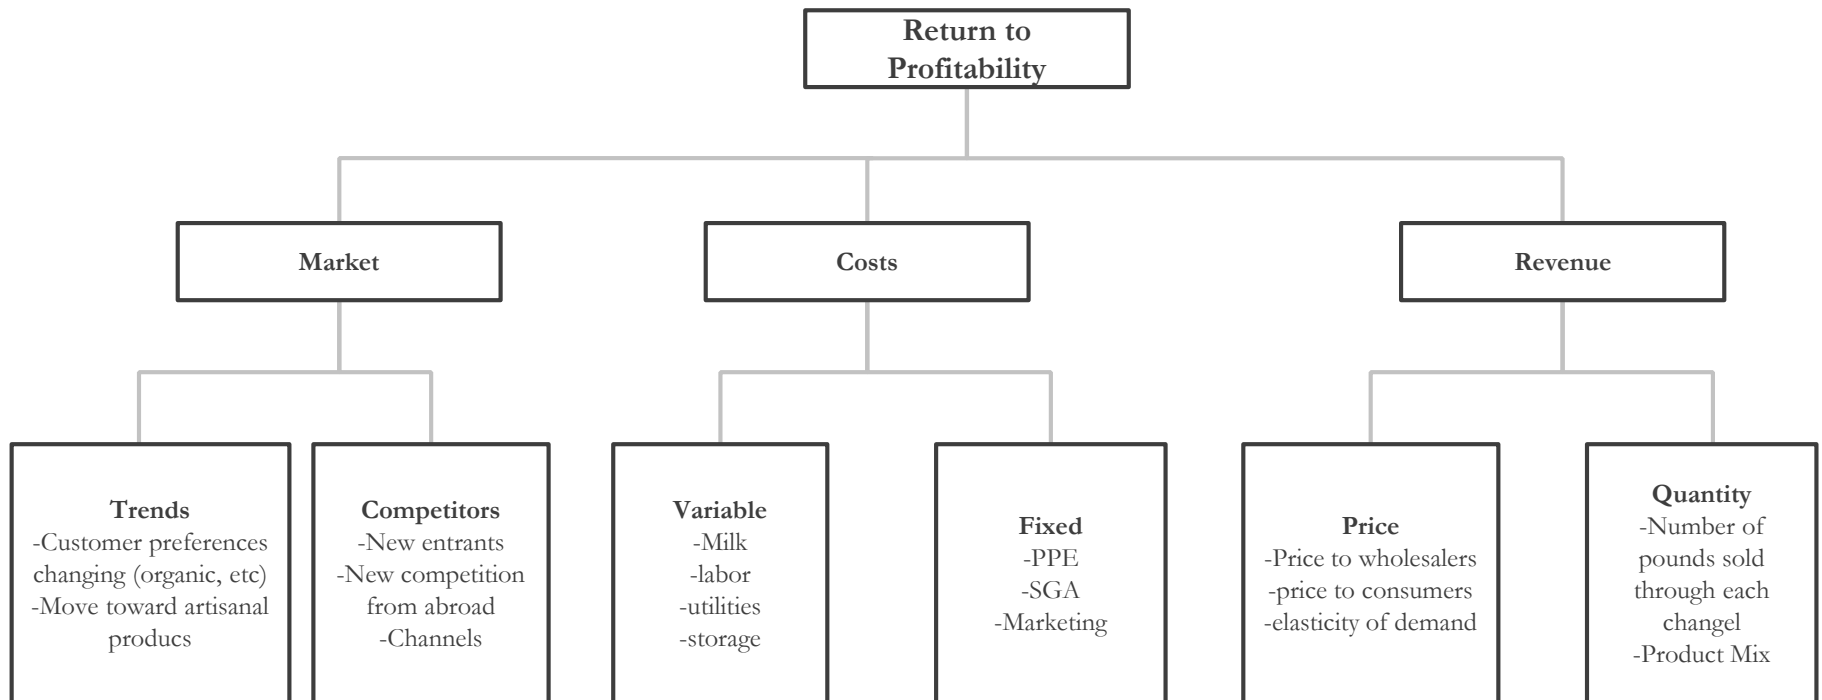 Return to
Profitability
Market
Costs
Revenue
Trends
-Customer preferences
changing (organic, etc)
-Move toward artisanal
producs
Competitors
-New entrants
-New competition
from abroad
-Channels
Variable
-Milk
-labor
-utilities
-storage
Fixed
-PPE
-SGA
-Marketing
Price
-Price to wholesalers
-price to consumers
-elasticity of demand
Quantity
-Number of
pounds sold
through each
changel
-Product Mix